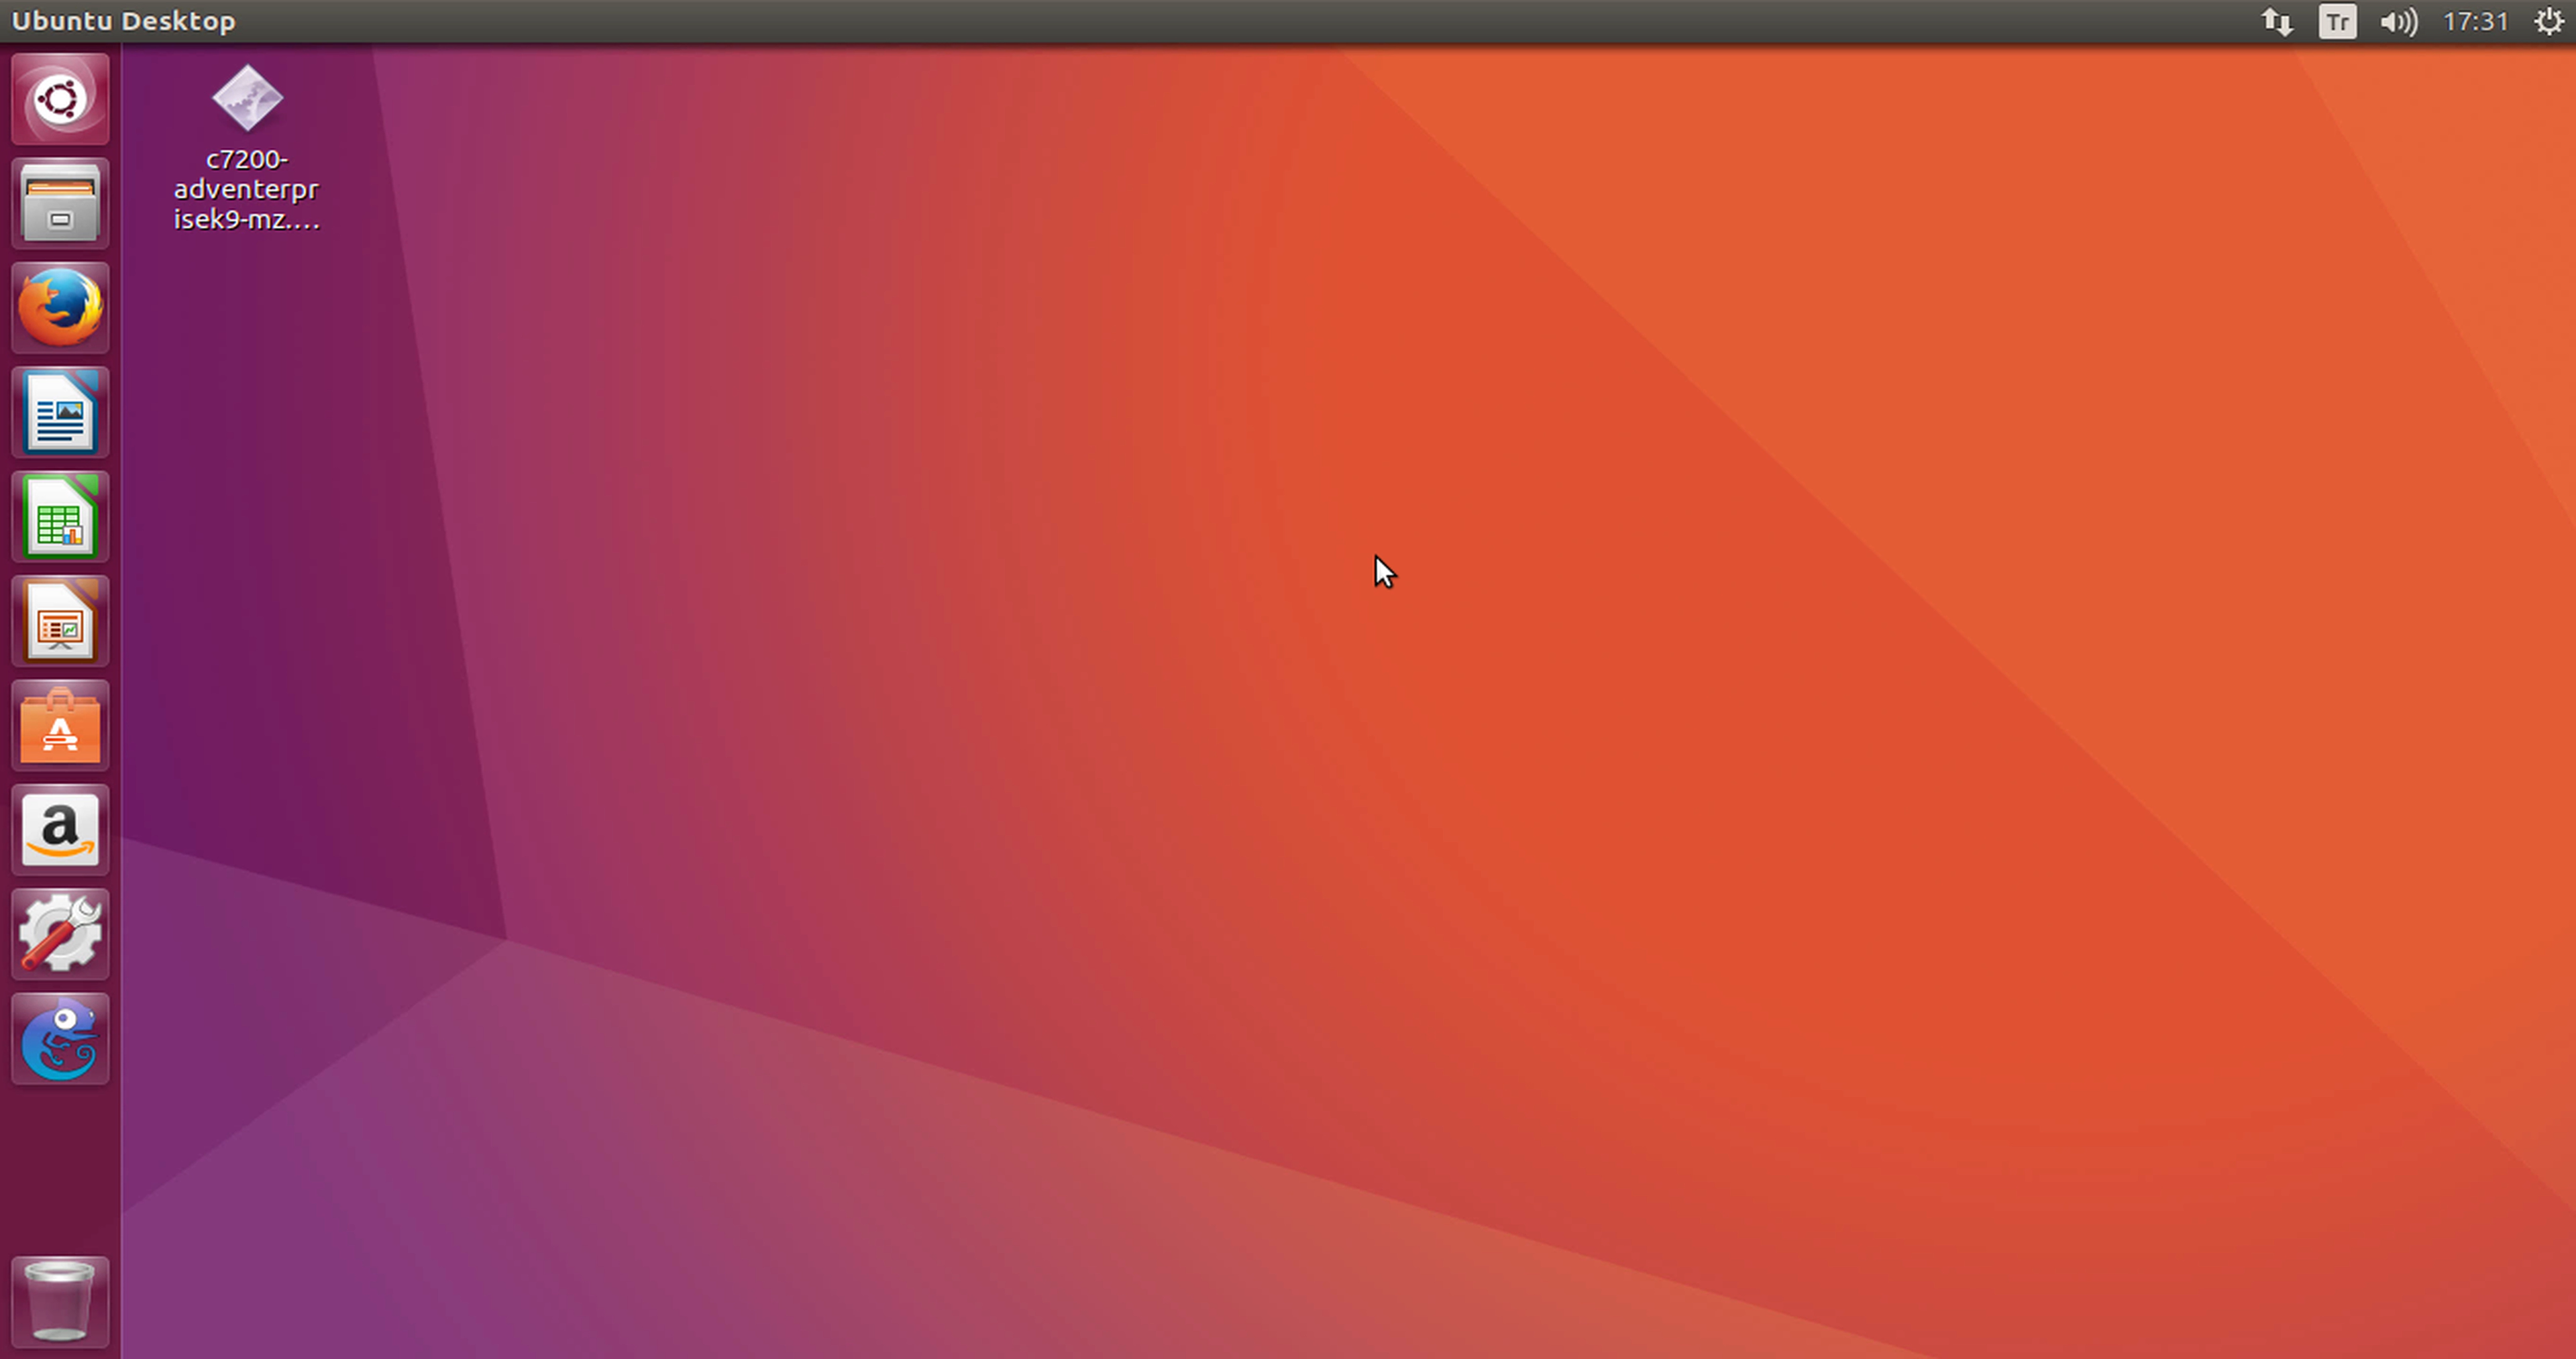 Ubuntu Desktop
Tr
17:31
c7200-
adventerpr
isek9-mz....
a